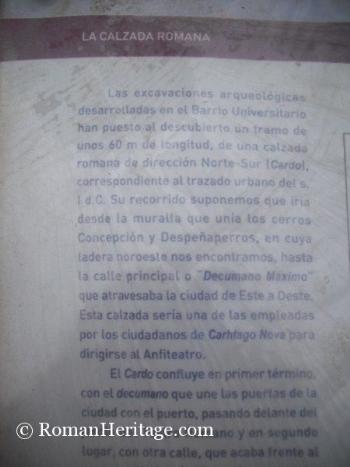 LA CALZADA ROMANA
Las excavaciones arqueológicas
desarrolladas en el Barrio Universitario
han puesto al descubierto un tramo de
unos 60 m de longitud, de una calzada
romana de dirección Norte-Sur (Cardo),
correspondiente al trazado urbano del s.
I d.C. Su recorrido suponemos que iría
desde la muralla que unía los cerros
Concepción y Despeñaperros, en cuya
ladera noroeste nos encontramos, hasta
la calle principal o "Decumano Maximo"
que atravesaba la ciudad de Este a Oeste.
Esta calzada sería una de las empleadas
por los ciudadanos de Carhtago Nova para
dirigirse al Anfiteatro.
El Cardo confluye en primer término,
con el decumano que une las puertas de la
ciudad con el puerto, pasando delante del
mano y en segundo
lugar, con otra calle, que acaba frente al
© RomanHeritage.com